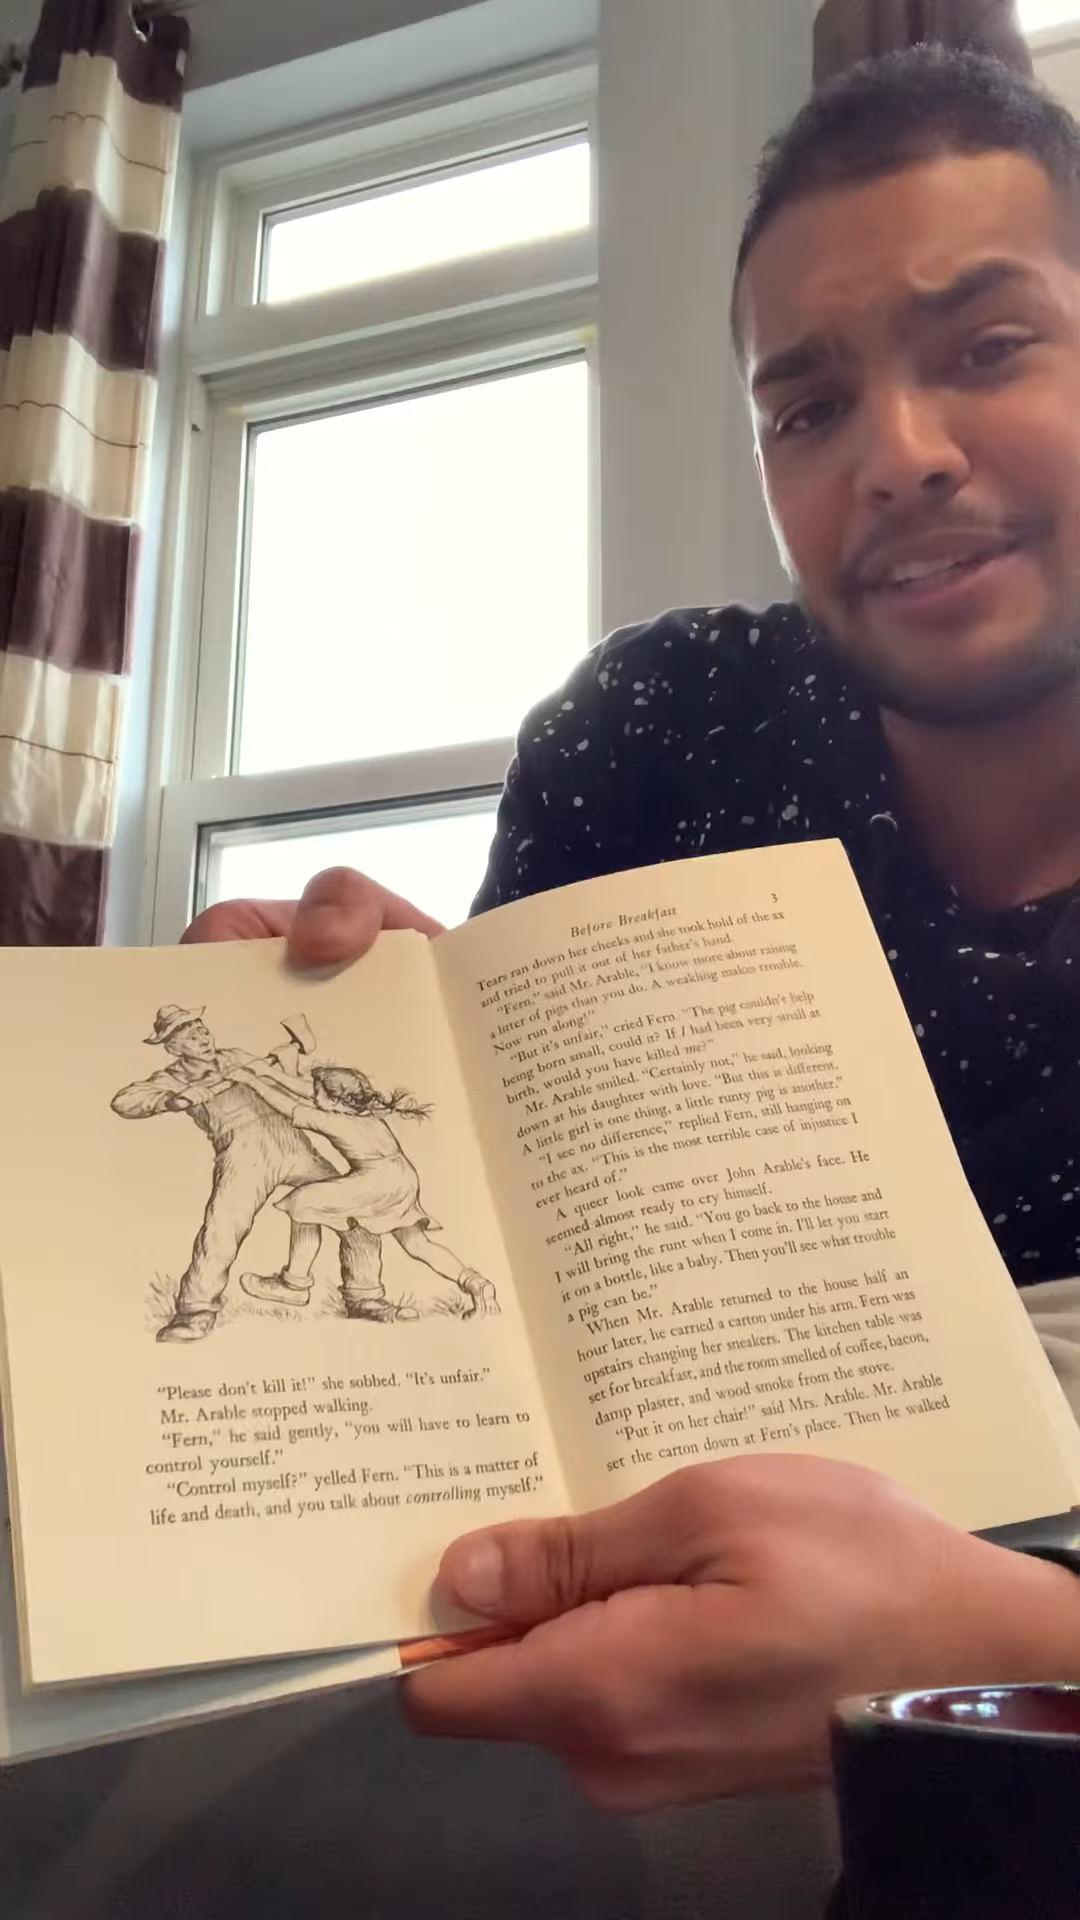 "Please don't kill it!" she sobbed. "It's unfair."
Mr. Arable stopped walking.
"Fern," he said gently, "you will have to learn to
control yourself."
"Control myself?" yelled Fern. "This is a matter of
life and death, and you talk about controlling myself."
Before Breakfast 3
Tears ran down her cheeks and she took hold of the ax
and tried to pull it out of her father's hand.
"Fern," said Mr. Arable, "I know more about raising
a litter of pigs than you do. A weakling makes trouble.
Now run along!"
"But it's unfair," cried Fern. "The pig couldn't help
being born small, could it? If I had been very small at
birth, would you have killed me?"
Mr. Arable smiled. "Certainly not," he said, looking
down at his daughter with love. "But this is different.
A little girl is one thing, a little runty pig is another."
"I see no difference," replied Fern, still hanging on
to the ax. "This is the most terrible case of injustice I
ever heard of."
A queer look came over John Arable's face. He
seemed almost ready to cry himself.
"All right," he said. "You go back to the house and
I will bring the runt when I come in. I'll let you start
it on a bottle, like a baby. Then you'll see what trouble
a pig can be."
When Mr. Arable returned to the house half an
hour later, he carried a carton under his arm. Fern was
upstairs changing her sneakers. The kitchen table was
set for breakfast, and the room smelled of coffee, bacon,
damp plaster, and wood smoke from the stove.
"Put it on her chair!" said Mrs. Arable. Mr. Arable
set the carton down at Fern's place. Then he walked